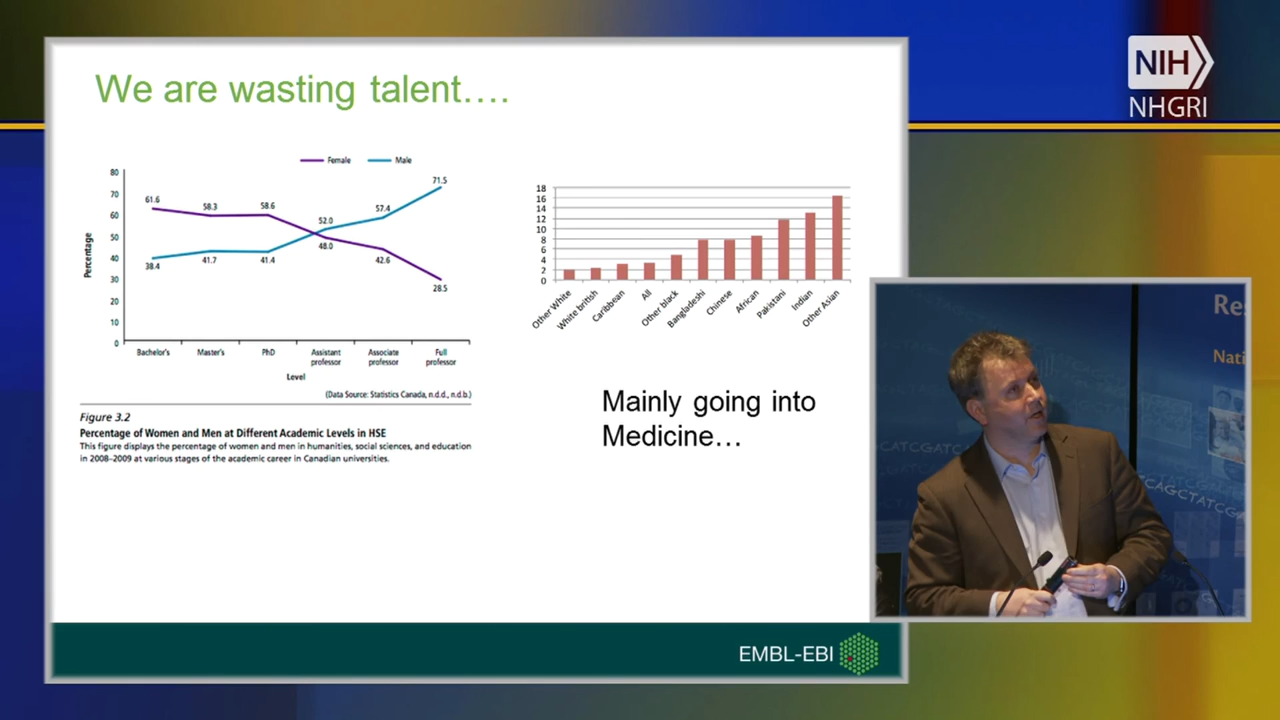 We are wasting talent....
Female Male
80
70
60
50
40
30
20
10
0
Percentage
61.6
58.3
58.6
52.0
57.4
71.5
38.4
41.7
41.4
48.0
42.6
28.5
Bachelor's Master's PhD Assistant professor Associate professor Full professor
Level
(Data Source: Statistics Canada, n.d.d., n.d.b.)
Figure 3.2
Percentage of Women and Men at Different Academic Levels in HSE
This figure displays the percentage of women and men in humanities, social sciences, and education
in 2008–2009 at various stages of the academic career in Canadian universities.
18
16
14
12
10
8
6
4
2
0
Other White
White british
Caribbean
All
Other black
Bangladeshi
Chinese
African
Pakistani
Indian
Other Asian
Mainly going into
Medicine...
EMBL-EBI
NIH
NHGRI
Re
Nati